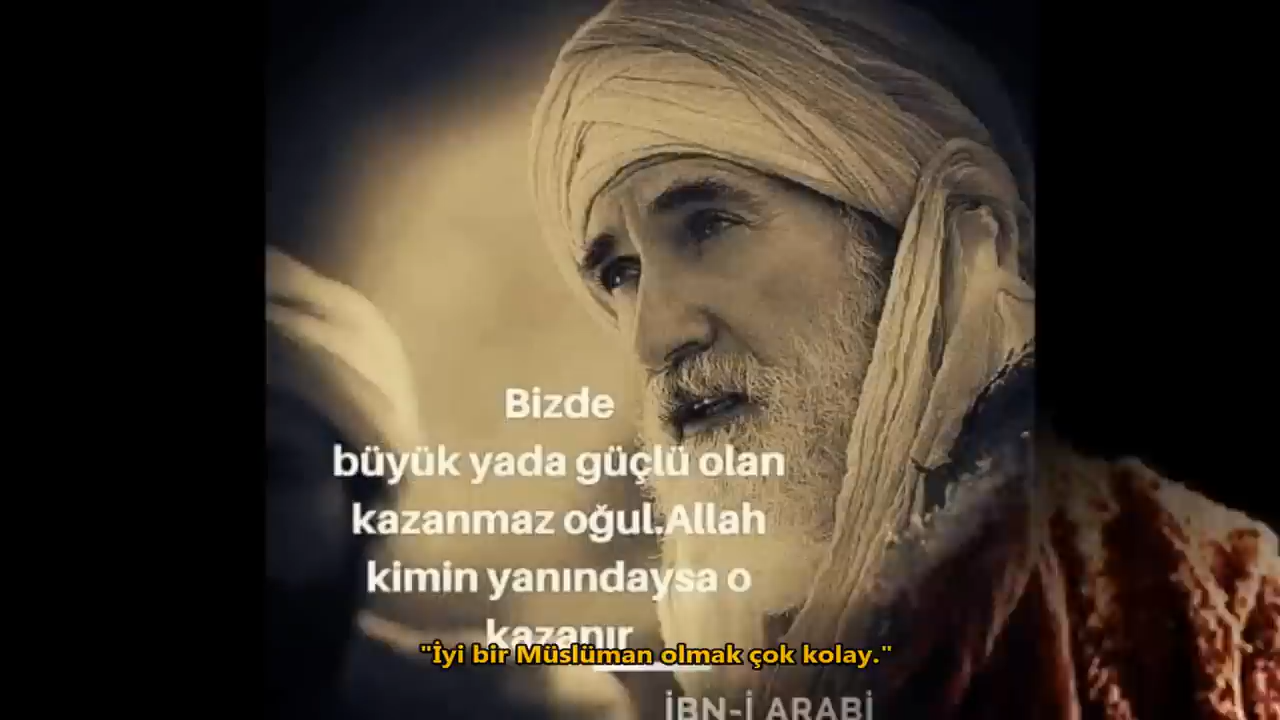 Bizde
büyük yada güçlü olan
kazanmaz oğul.Allah
kimin yanındaysa o
kazanır
"İyi bir Müslüman olmak çok kolay."
İBN-İ ARABİ